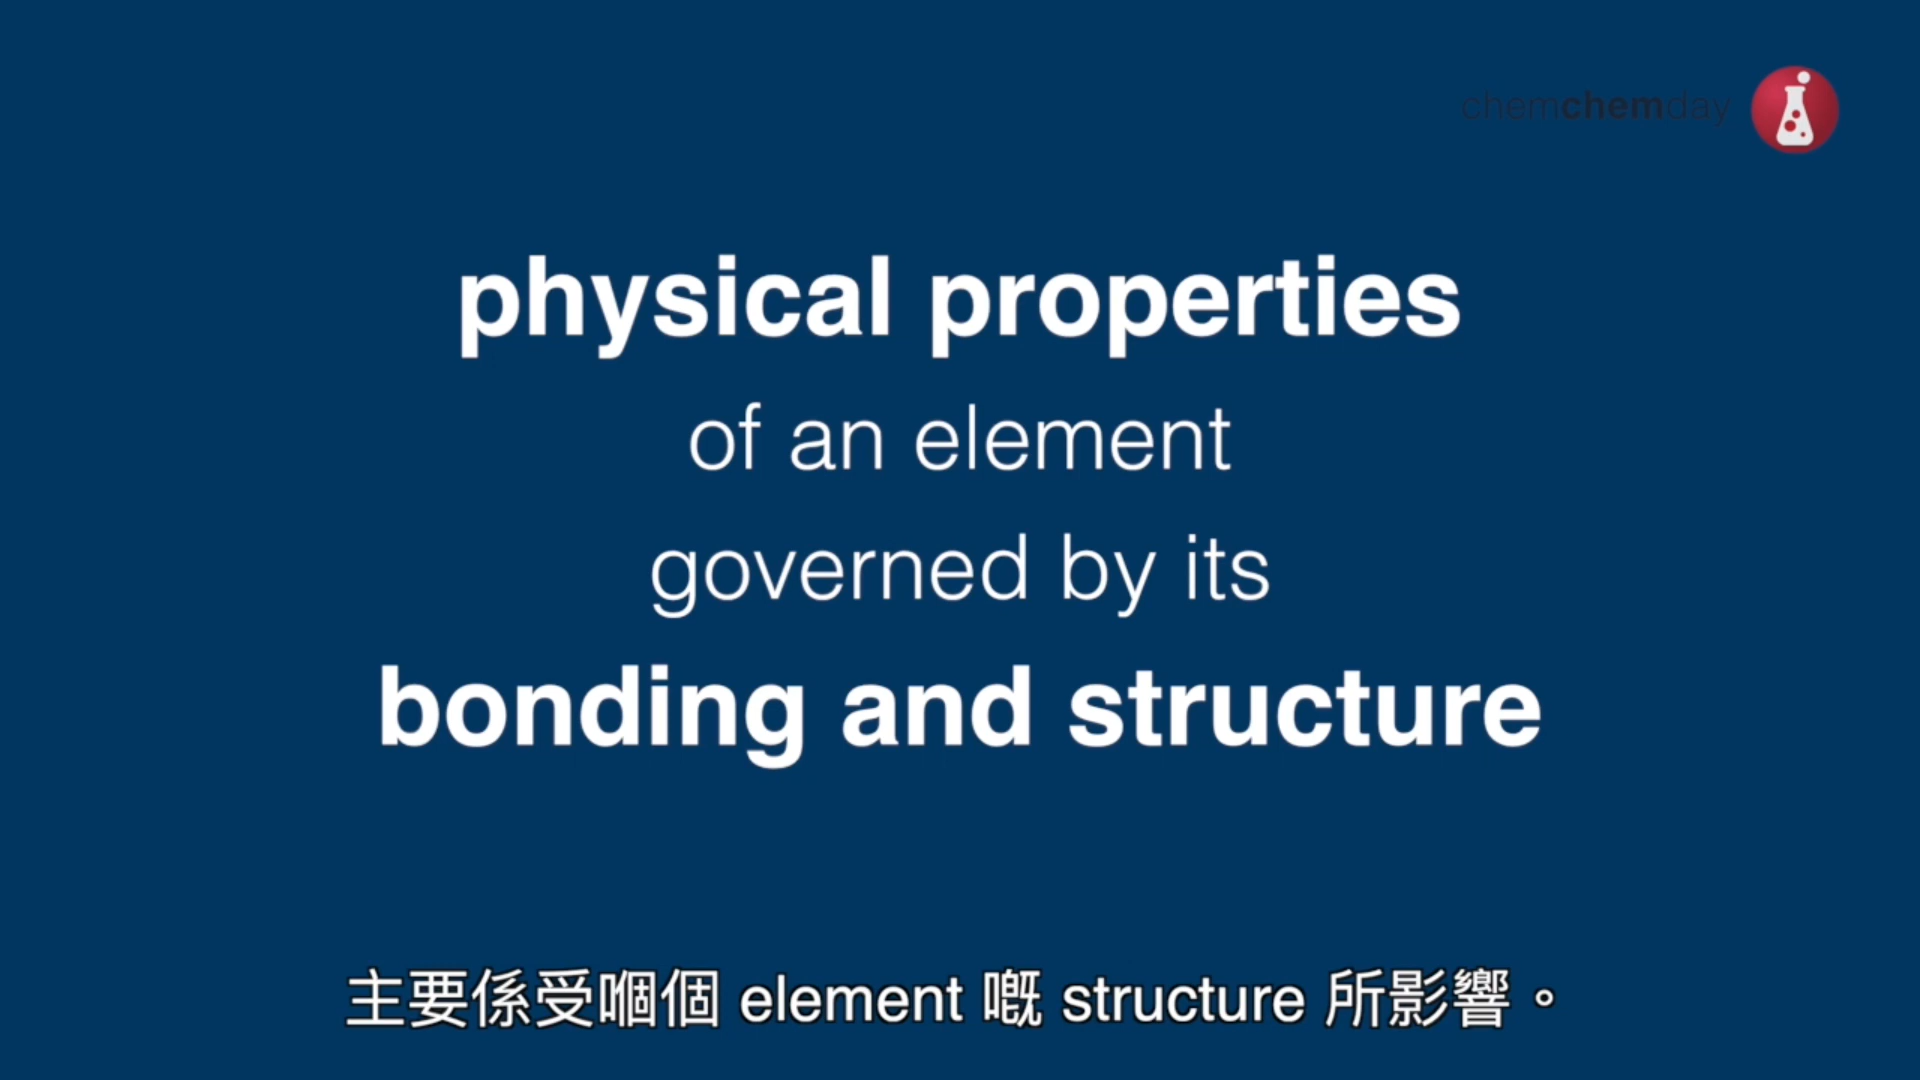 chemchemday
physical properties
of an element
governed by its
bonding and structure
主要係受嗰個 element 嘅 structure 所影響。